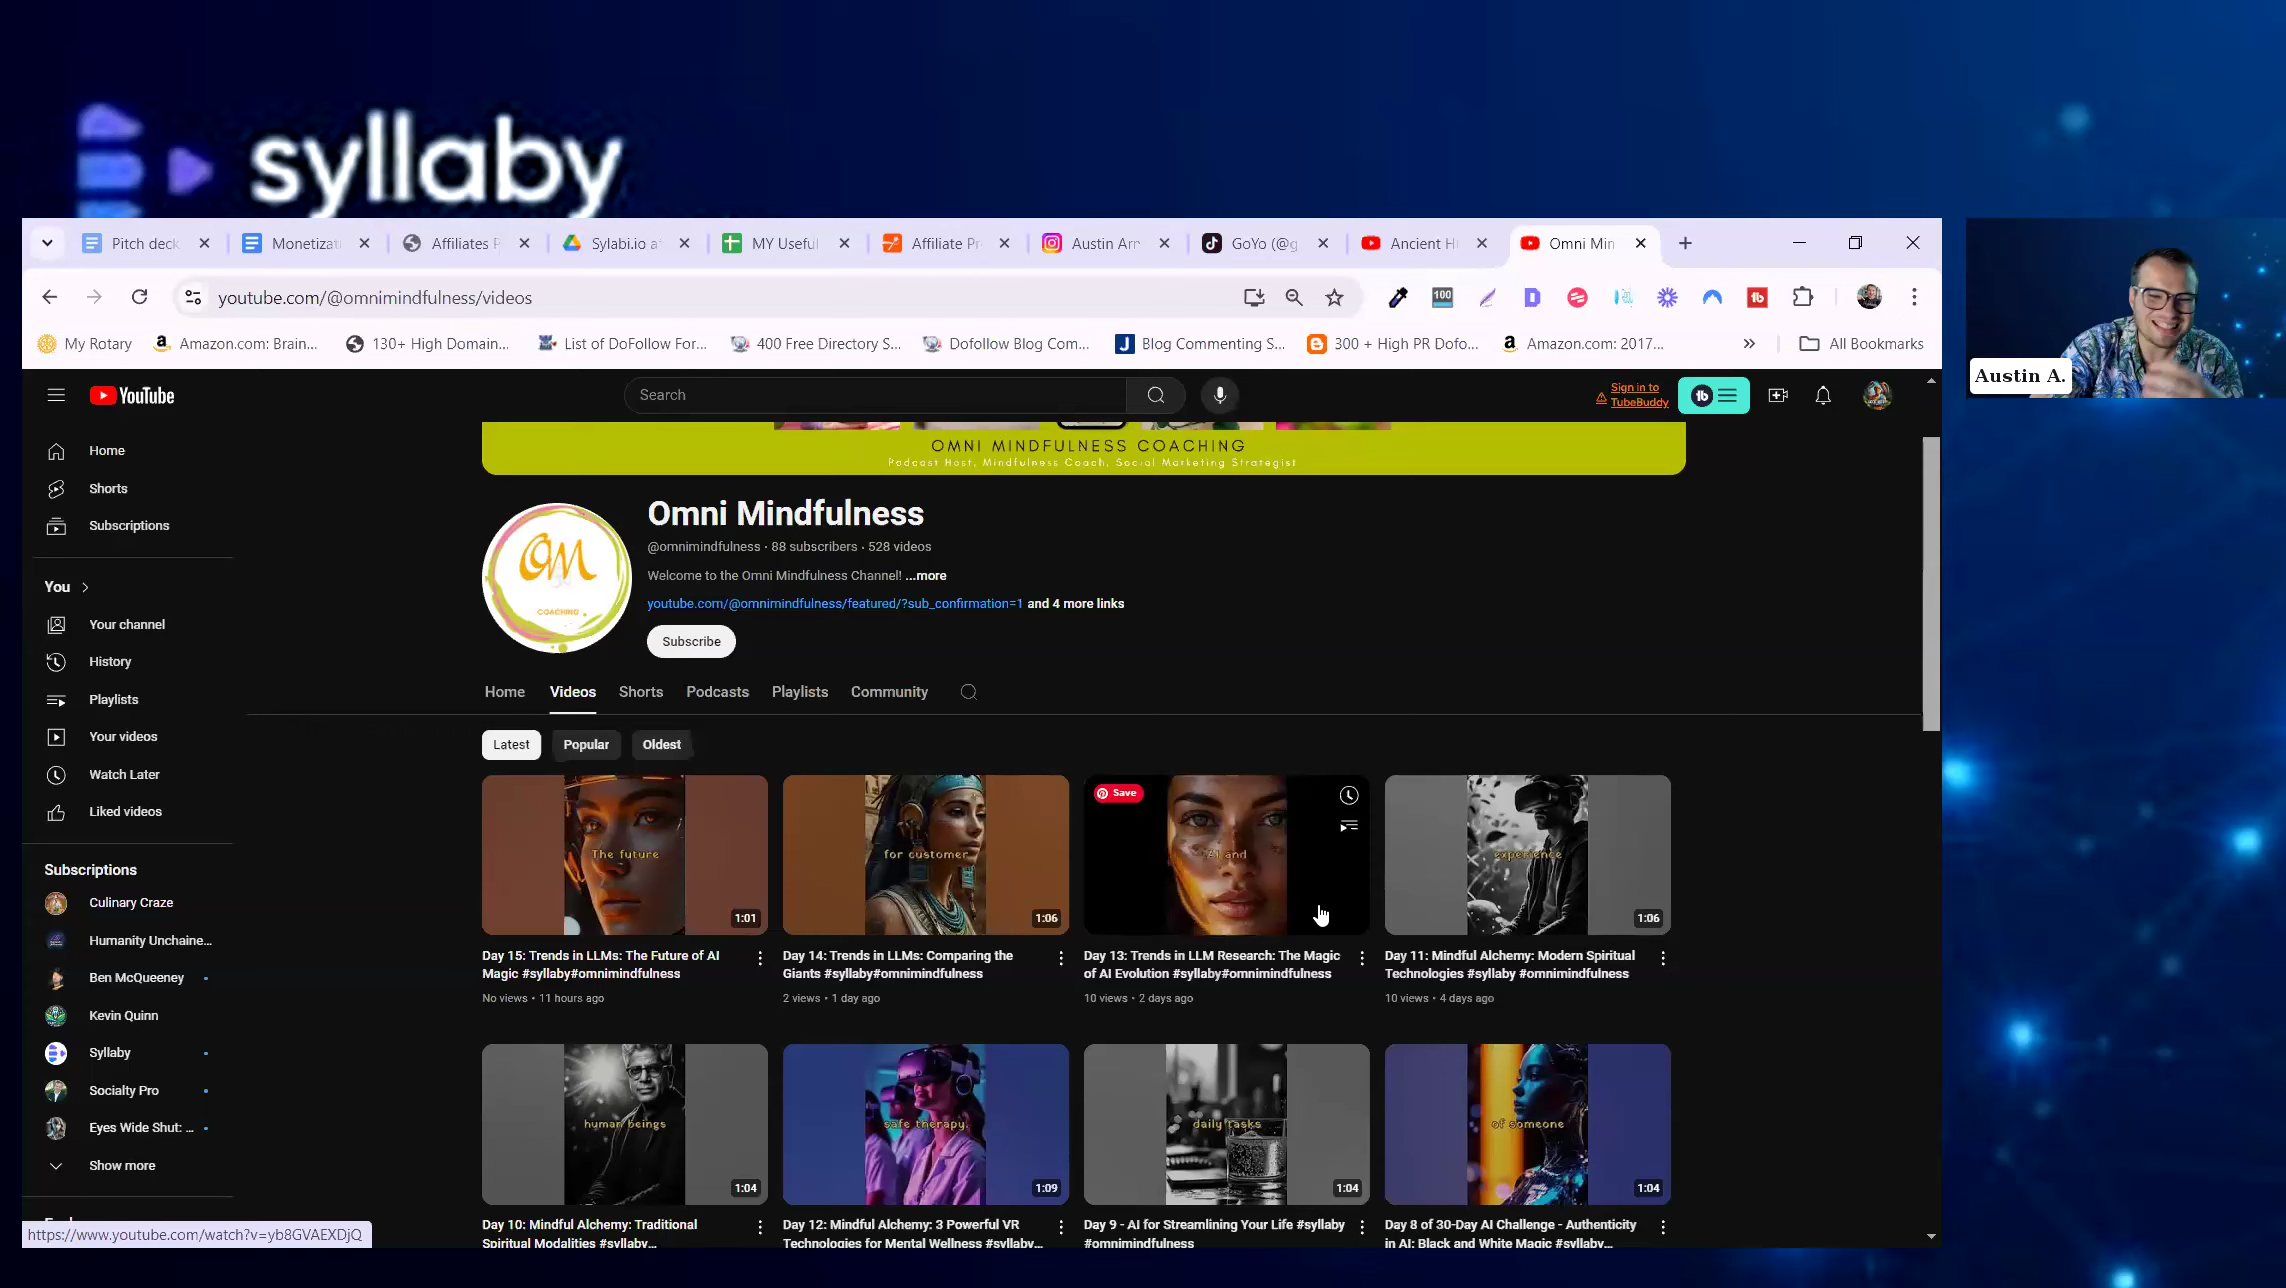 syllaby
Pitch deck
Monetizat
Affiliates P
Sylabi.io a
MY Useful
Affiliate Pr
Austin Arn
GoYo (@g
Ancient H
Omni Min
youtube.com/@omnimindfulness/videos
100
My Rotary
Amazon.com: Brain...
130+ High Domain...
List of DoFollow For...
400 Free Directory S...
Dofollow Blog Com...
Blog Commenting S...
300 + High PR Dofo...
Amazon.com: 2017...
All Bookmarks
Austin A.
YouTube
Search
Sign in to
TubeBuddy
Home
Shorts
Subscriptions
You
Your channel
History
Playlists
Your videos
Watch Later
Liked videos
Subscriptions
Culinary Craze
Humanity Unchaine...
Ben McQueeney
Kevin Quinn
Syllaby
Socialty Pro
Eyes Wide Shut: ...
Show more
https://www.youtube.com/watch?v=yb8GVAEXDjQ
OMNI MINDFULNESS COACHING
Podcast Host, Mindfulness Coach, Social Marketing Strategist
OM
COACHING
Omni Mindfulness
@omnimindfulness · 88 subscribers · 528 videos
Welcome to the Omni Mindfulness Channel! ...more
youtube.com/@omnimindfulness/featured/?sub_confirmation=1 and 4 more links
Subscribe
Home Videos Shorts Podcasts Playlists Community
Latest Popular Oldest
The future
1:01
Day 15: Trends in LLMs: The Future of AI
Magic #syllaby#omnimindfulness
No views • 11 hours ago
for customer
1:06
Day 14: Trends in LLMs: Comparing the
Giants #syllaby#omnimindfulness
2 views • 1 day ago
Save
AI and
Day 13: Trends in LLM Research: The Magic
of AI Evolution #syllaby#omnimindfulness
10 views • 2 days ago
experience
1:06
Day 11: Mindful Alchemy: Modern Spiritual
Technologies #syllaby #omnimindfulness
10 views • 4 days ago
human beings
1:04
Day 10: Mindful Alchemy: Traditional
Spiritual Modalities #syllaby...
safe therapy.
1:09
Day 12: Mindful Alchemy: 3 Powerful VR
Technologies for Mental Wellness #syllaby...
daily tasks
1:04
Day 9 - AI for Streamlining Your Life #syllaby
#omnimindfulness
of someone
1:04
Day 8 of 30-Day AI Challenge - Authenticity
in AI: Black and White Magic #syllaby...